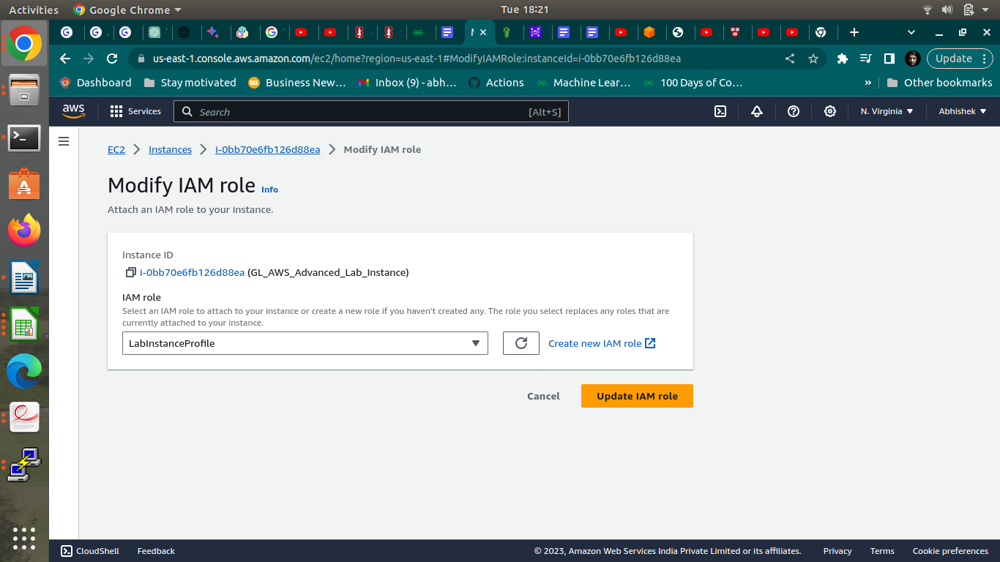 Activities Google Chrome Tue 18:21
us-east-1.console.aws.amazon.com/ec2/home?region=us-east-1#ModifyIAMRole:instanceId=i-0bb70e6fb126d88ea Update
Dashboard Stay motivated Business New… Inbox (9) - abh… Actions Machine Lear… 100 Days of Co… » Other bookmarks
aws Services Search [Alt+S] N. Virginia Abhishek
EC2 Instances i-0bb70e6fb126d88ea Modify IAM role
Modify IAM role Info
Attach an IAM role to your instance.
Instance ID
i-0bb70e6fb126d88ea (GL_AWS_Advanced_Lab_Instance)
IAM role
Select an IAM role to attach to your instance or create a new role if you haven't created any. The role you select replaces any roles that are
currently attached to your instance.
LabInstanceProfile Create new IAM role
Cancel Update IAM role
CloudShell Feedback © 2023, Amazon Web Services India Private Limited or its affiliates. Privacy Terms Cookie preferences